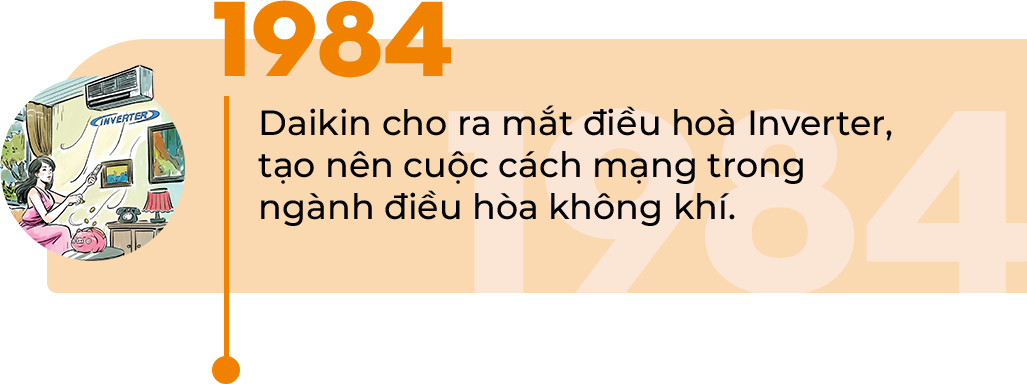 1984
INVERTER
Daikin cho ra mắt điều hoà Inverter,
tạo nên cuộc cách mạng trong
ngành điều hòa không khí.
1984